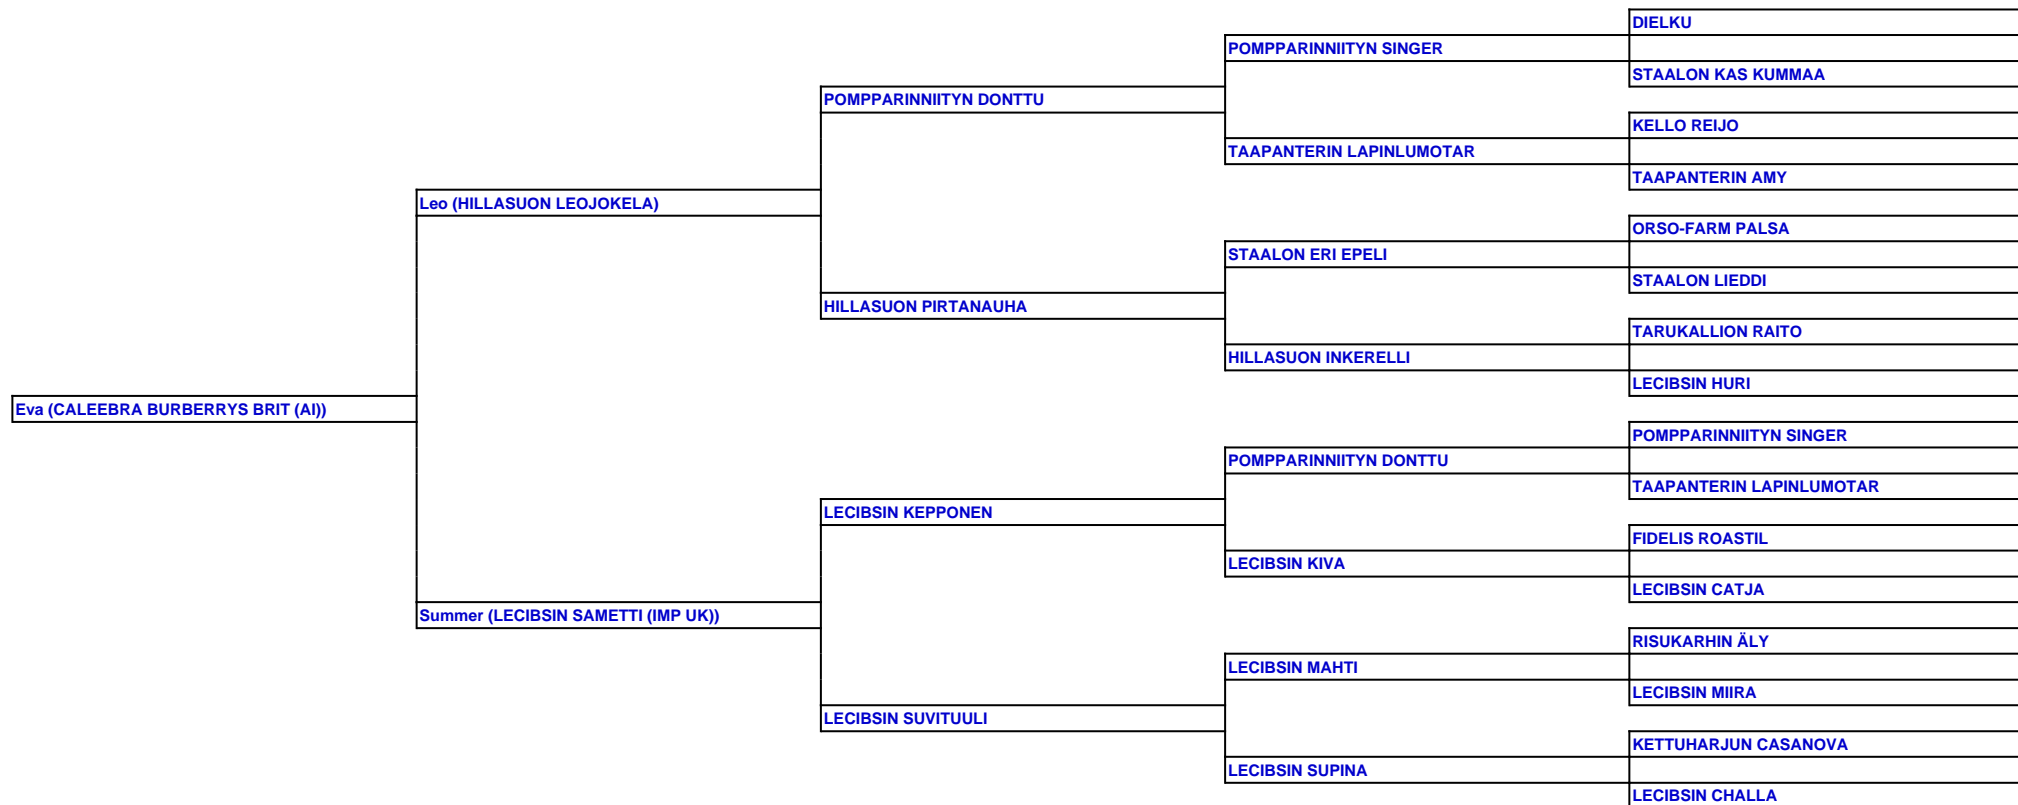 DIELKU
POMPPARINNIITYN SINGER
STAALON KAS KUMMAA
POMPPARINNIITYN DONTTU
KELLO REIJO
TAAPANTERIN LAPINLUMOTAR
TAAPANTERIN AMY
Leo (HILLASUON LEOJOKELA)
ORSO-FARM PALSA
STAALON ERI EPELI
STAALON LIEDDI
HILLASUON PIRTANAUHA
TARUKALLION RAITO
HILLASUON INKERELLI
LECIBSIN HURI
Eva (CALEEBRA BURBERRYS BRIT (AI))
POMPPARINNIITYN SINGER
POMPPARINNIITYN DONTTU
TAAPANTERIN LAPINLUMOTAR
LECIBSIN KEPPONEN
FIDELIS ROASTIL
LECIBSIN KIVA
LECIBSIN CATJA
Summer (LECIBSIN SAMETTI (IMP UK))
RISUKARHIN ÄLY
LECIBSIN MAHTI
LECIBSIN MIIRA
LECIBSIN SUVITUULI
KETTUHARJUN CASANOVA
LECIBSIN SUPINA
LECIBSIN CHALLA